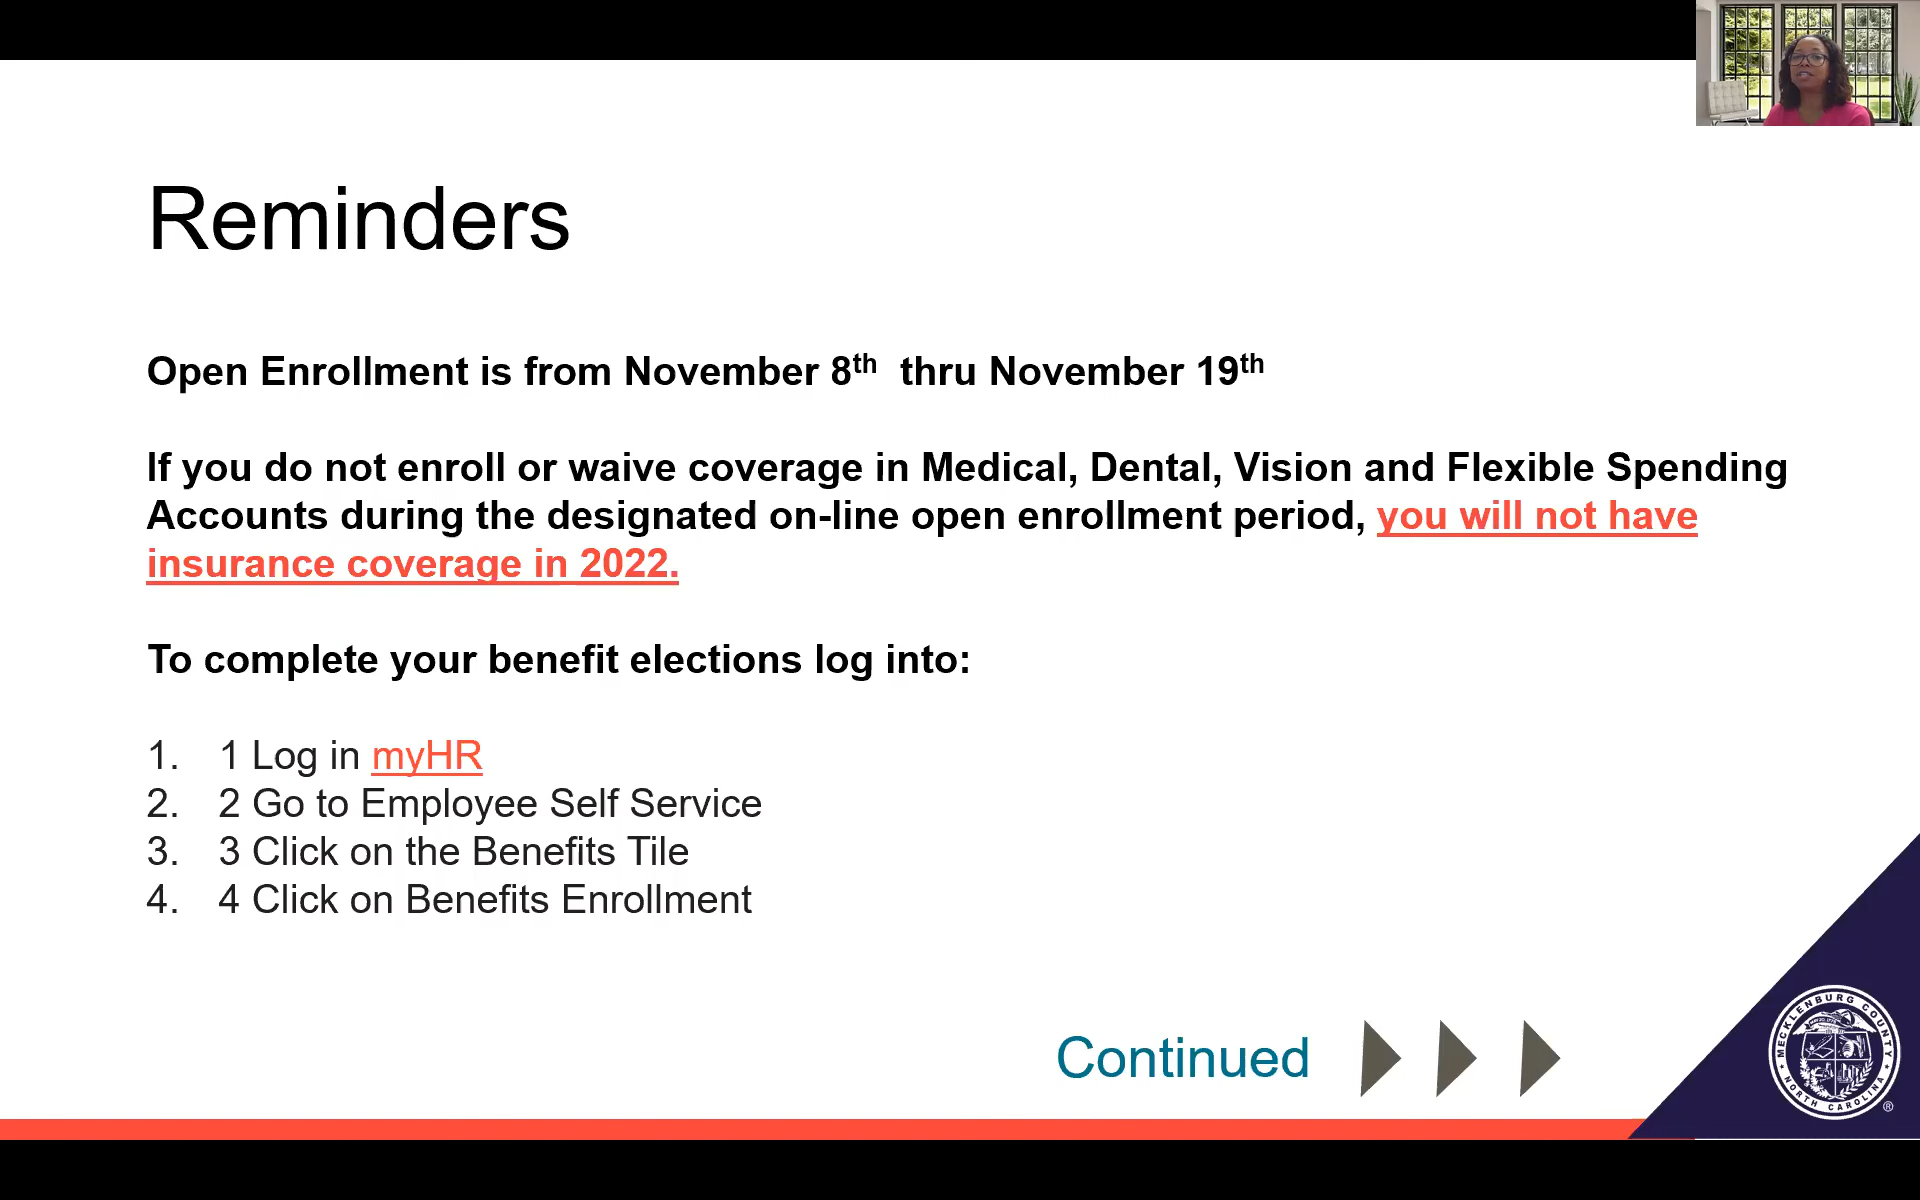 Reminders
Open Enrollment is from November 8th thru November 19th
If you do not enroll or waive coverage in Medical, Dental, Vision and Flexible Spending
Accounts during the designated on-line open enrollment period, you will not have
insurance coverage in 2022.
To complete your benefit elections log into:
1. 1 Log in myHR
2. 2 Go to Employee Self Service
3. 3 Click on the Benefits Tile
4. 4 Click on Benefits Enrollment
Continued
MECKLENBURG COUNTY
NORTH CAROLINA
®